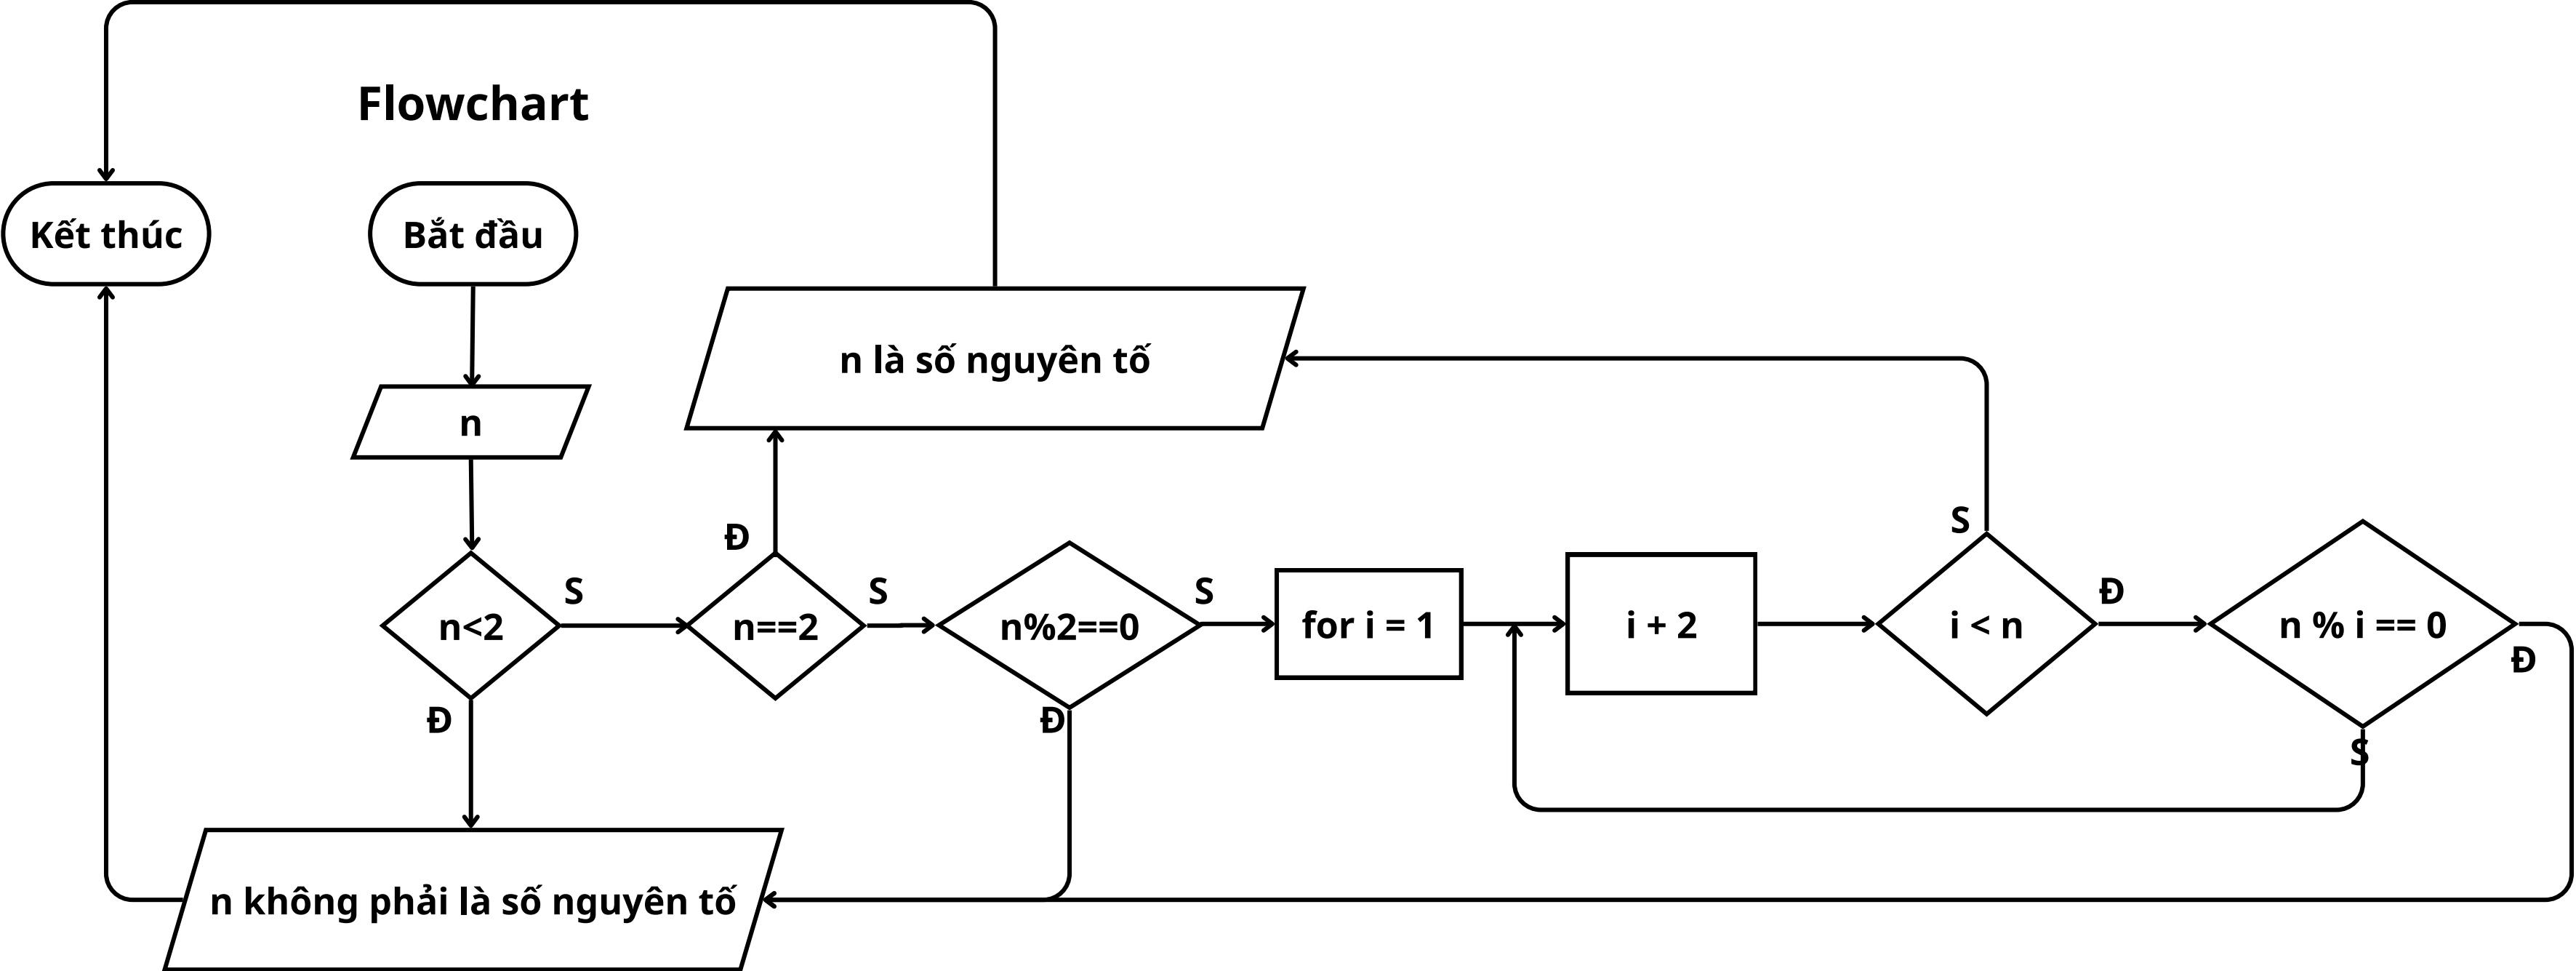 Flowchart
Kết thúc
Bắt đầu
n là số nguyên tố
n
n<2
S
Đ
n==2
Đ
S
n%2==0
S
Đ
for i = 1
i + 2
i < n
S
Đ
n % i == 0
Đ
S
n không phải là số nguyên tố